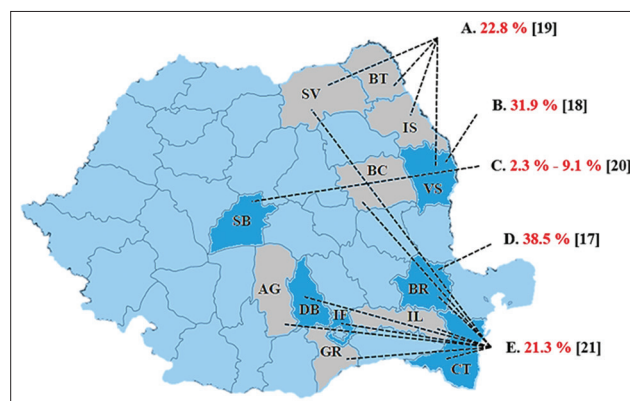 A. 22.8 % [19]
BT
SV
B. 31.9 % [18]
IS
BC
C. 2.3 % - 9.1 % [20]
VS
SB
D. 38.5 % [17]
AG
BR
DB
IF
IL
GR
E. 21.3 % [21]
CT